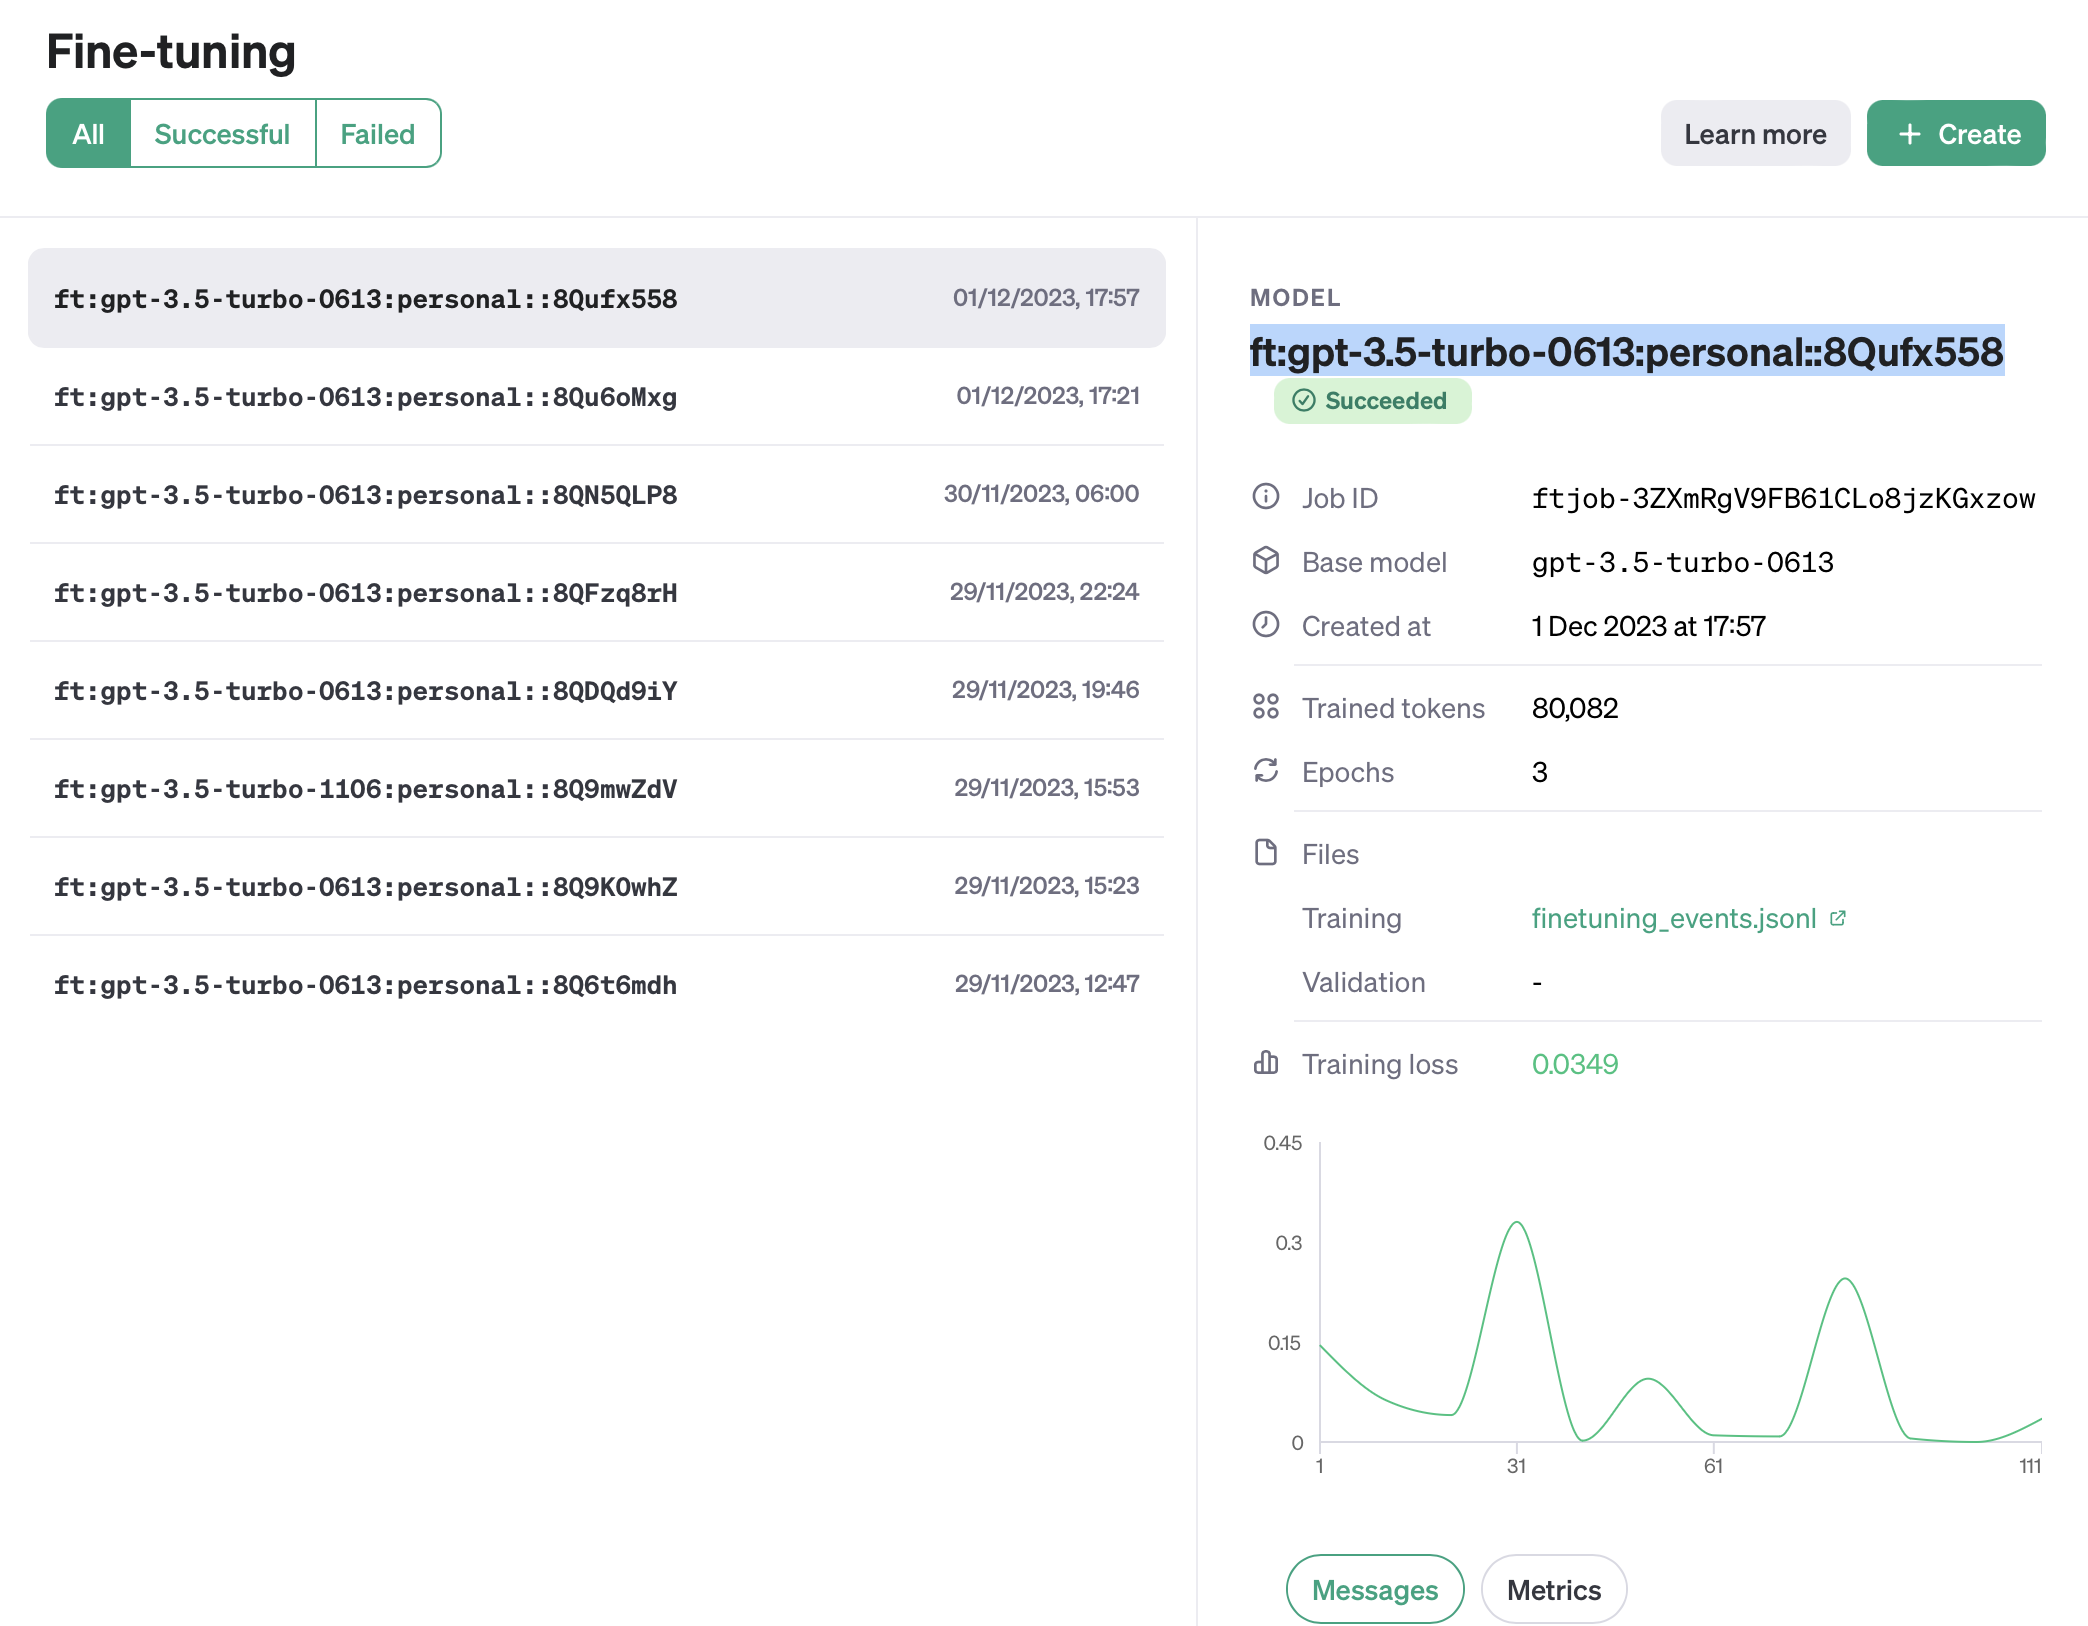 Fine-tuning
All
Successful
Failed
Learn more
+ Create
ft:gpt-3.5-turbo-0613:personal::8Qufx558 01/12/2023, 17:57
ft:gpt-3.5-turbo-0613:personal::8Qu6oMxg 01/12/2023, 17:21
ft:gpt-3.5-turbo-0613:personal::8QN5QLP8 30/11/2023, 06:00
ft:gpt-3.5-turbo-0613:personal::8QFzq8rH 29/11/2023, 22:24
ft:gpt-3.5-turbo-0613:personal::8QDQd9iY 29/11/2023, 19:46
ft:gpt-3.5-turbo-1106:personal::8Q9mwZdV 29/11/2023, 15:53
ft:gpt-3.5-turbo-0613:personal::8Q9KOwhZ 29/11/2023, 15:23
ft:gpt-3.5-turbo-0613:personal::8Q6t6mdh 29/11/2023, 12:47
MODEL
ft:gpt-3.5-turbo-0613:personal::8Qufx558
Succeeded
Job ID ftjob-3ZXmRgV9FB61CLo8jzKGxzow
Base model gpt-3.5-turbo-0613
Created at 1 Dec 2023 at 17:57
Trained tokens 80,082
Epochs 3
Files
Training finetuning_events.jsonl
Validation -
Training loss 0.0349
0.45
0.3
0.15
0
1 31 61 111
Messages
Metrics